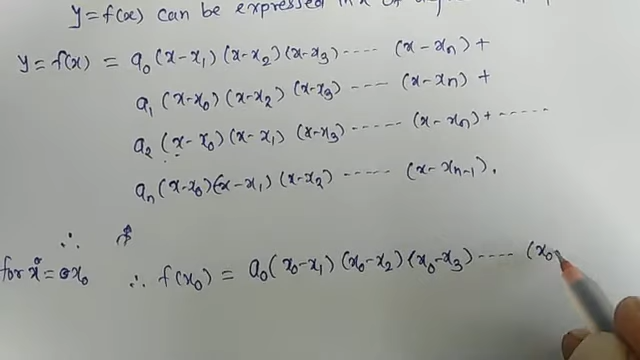 y=f(x) can be expressed in x of
y=f(x) = a₀(x-x₁)(x-x₂)(x-x₃)---- (x-xₙ)+
a₁(x-x₀)(x-x₂)(x-x₃)---- (x-xₙ)+
a₂(x-x₀)(x-x₁)(x-x₃)----- (x-xₙ)+-----
aₙ(x-x₀)(x-x₁)(x-x₂)----- (x-xₙ₋₁).
∴
for x = x₀ ∴ f(x₀) = a₀(x₀-x₁)(x₀-x₂)(x₀-x₃)---- (x₀